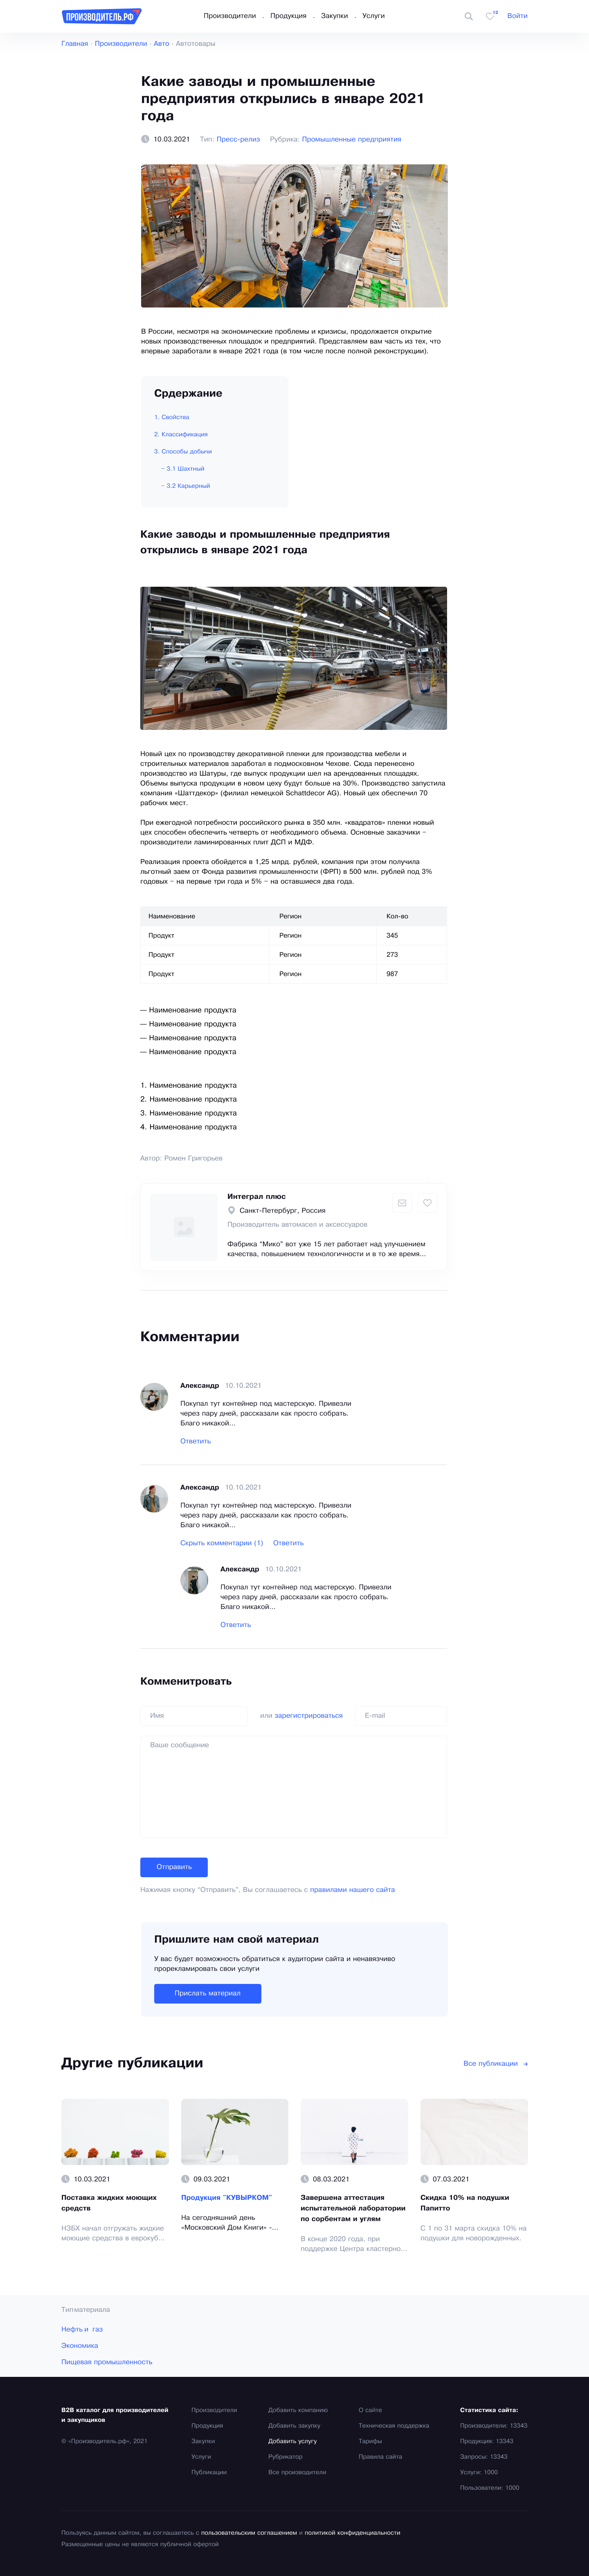 ПРОИЗВОДИТЕЛЬ.РФ
Производители . Продукция . Закупки . Услуги
12
Войти
Главная · Производители · Авто · Автотовары
Какие заводы и промышленные
предприятия открылись в январе 2021
года
10.03.2021 Тип: Пресс-релиз Рубрика: Промышленные предприятия
В России, несмотря на экономические проблемы и кризисы, продолжается открытие
новых производственных площадок и предприятий. Представляем вам часть из тех, что
впервые заработали в январе 2021 года (в том числе после полной реконструкции).
Срдержание
1. Свойства
2. Классификация
3. Способы добычи
– 3.1 Шахтный
– 3.2 Карьерный
Какие заводы и промышленные предприятия
открылись в январе 2021 года
Новый цех по производству декоративной пленки для производства мебели и
строительных материалов заработал в подмосковном Чехове. Сюда перенесено
производство из Шатуры, где выпуск продукции шел на арендованных площадях.
Объемы выпуска продукции в новом цеху будут больше на 30%. Производство запустила
компания «Шаттдекор» (филиал немецкой Schattdecor AG). Новый цех обеспечил 70
рабочих мест.
При ежегодной потребности российского рынка в 350 млн. «квадратов» пленки новый
цех способен обеспечить четверть от необходимого объема. Основные заказчики –
производители ламинированных плит ДСП и МДФ.
Реализация проекта обойдется в 1,25 млрд. рублей, компания при этом получила
льготный заем от Фонда развития промышленности (ФРП) в 500 млн. рублей под 3%
годовых – на первые три года и 5% – на оставшиеся два года.
Наименование Регион Кол-во
Продукт Регион 345
Продукт Регион 273
Продукт Регион 987
— Наименование продукта
— Наименование продукта
— Наименование продукта
— Наименование продукта
1. Наименование продукта
2. Наименование продукта
3. Наименование продукта
4. Наименование продукта
Автор: Ромен Григорьев
Интеграл плюс
Санкт-Петербург, Россия
Производитель автомасел и аксессуаров
Фабрика "Мико" вот уже 15 лет работает над улучшением
качества, повышением технологичности и в то же время...
Комментарии
Александр 10.10.2021
Покупал тут контейнер под мастерскую. Привезли
через пару дней, рассказали как просто собрать.
Благо никакой...
Ответить
Александр 10.10.2021
Покупал тут контейнер под мастерскую. Привезли
через пару дней, рассказали как просто собрать.
Благо никакой...
Скрыть комментарии (1) Ответить
Александр 10.10.2021
Покупал тут контейнер под мастерскую. Привезли
через пару дней, рассказали как просто собрать.
Благо никакой...
Ответить
Комменитровать
Имя или зарегистрироваться E-mail
Ваше сообщение
Отправить
Нажимая кнопку "Отправить", Вы соглашаетесь с правилами нашего сайта
Пришлите нам свой материал
У вас будет возможность обратиться к аудитории сайта и ненавязчиво
прорекламировать свои услуги
Прислать материал
Другие публикации
Все публикации →
10.03.2021
Поставка жидких моющих
средств
НЗБХ начал отгружать жидкие
моющие средства в еврокуб...
09.03.2021
Продукция "КУВЫРКОМ"
На сегодняшний день
«Московский Дом Книги» -...
08.03.2021
Завершена аттестация
испытательной лаборатории
по сорбентам и углям
В конце 2020 года, при
поддержке Центра кластерно...
07.03.2021
Скидка 10% на подушки
Папитто
С 1 по 31 марта скидка 10% на
подушки для новорожденных.
Типматериала
Нефть и газ
Экономика
Пищевая промышленность
B2B каталог для производителей
и закупщиков
© «Производитель.рф», 2021
Производители
Продукция
Закупки
Услуги
Публикации
Добавить компанию
Добавить закупку
Добавить услугу
Рубрикатор
Все производители
О сайте
Техническая поддержка
Тарифы
Правила сайта
Статистика сайта:
Производители: 13343
Продукция: 13343
Запросы: 13343
Услуги: 1000
Пользователи: 1000
Пользуясь данным сайтом, вы соглашаетесь с пользовательским соглашением и политикой конфиденциальности
Размещенные цены не являются публичной офертой